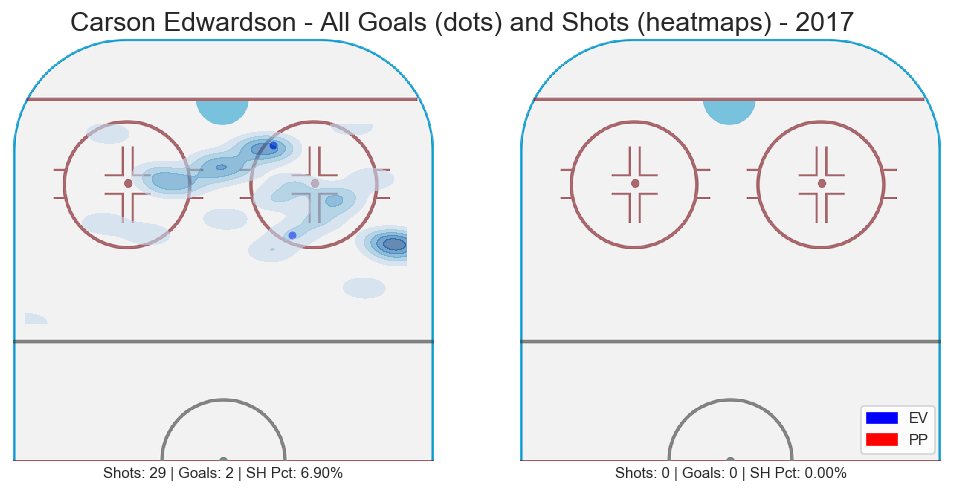 Carson Edwardson - All Goals (dots) and Shots (heatmaps) - 2017
EV
PP
Shots: 29 | Goals: 2 | SH Pct: 6.90%
Shots: 0 | Goals: 0 | SH Pct: 0.00%